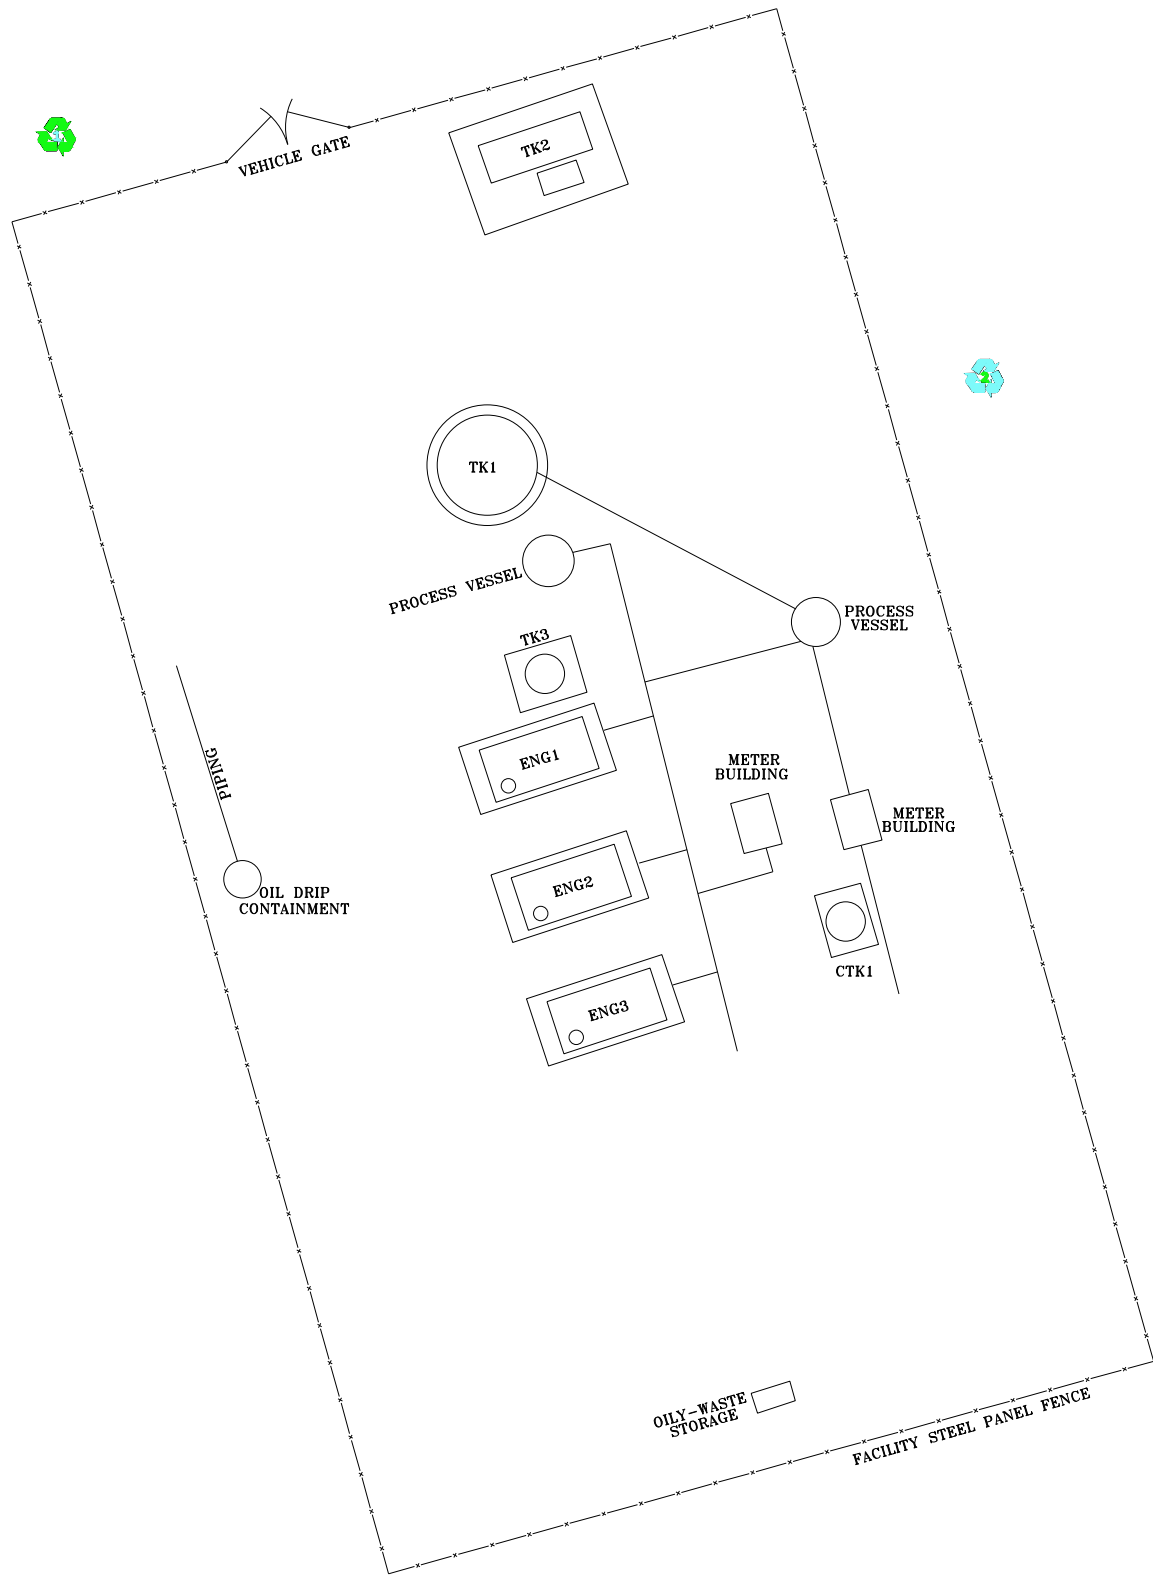 VEHICLE GATE
TK2
2
TK1
PROCESS VESSEL
PROCESS
VESSEL
TK3
ENG1
PIPING
METER
BUILDING
METER
BUILDING
ENG2
OIL DRIP
CONTAINMENT
CTK1
ENG3
OILY-WASTE
STORAGE
FACILITY STEEL PANEL FENCE